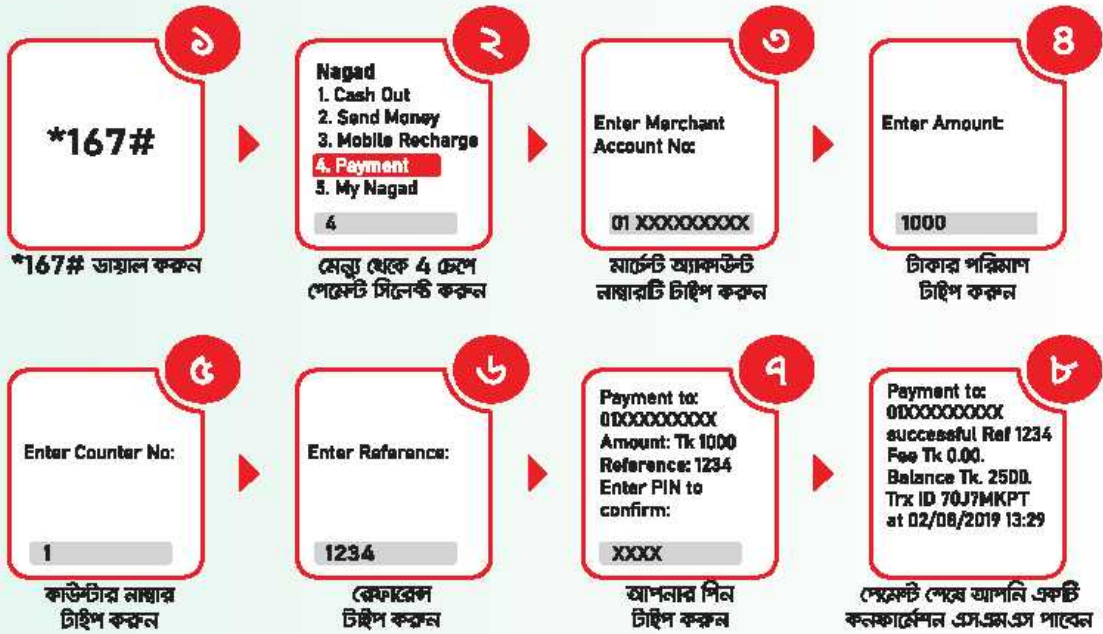 ১
*167#
*167# ডায়াল করুন
২
Nagad
1. Cash Out
2. Send Money
3. Mobile Recharge
4. Payment
5. My Nagad
4
মেন্যু থেকে 4 চেপে
পেমেন্ট সিলেক্ট করুন
৩
Enter Merchant
Account No:
01 XXXXXXXXX
মার্চেন্ট অ্যাকাউন্ট
নাম্বারটি টাইপ করুন
৪
Enter Amount:
1000
টাকার পরিমাণ
টাইপ করুন
৫
Enter Counter No:
1
কাউন্টার নাম্বার
টাইপ করুন
৬
Enter Reference:
1234
রেফারেন্স
টাইপ করুন
৭
Payment to:
01XXXXXXXXX
Amount: Tk 1000
Reference: 1234
Enter PIN to
confirm:
XXXX
আপনার পিন
টাইপ করুন
৮
Payment to:
01XXXXXXXXX
successful Ref 1234
Fee Tk 0.00.
Balance Tk. 2500.
Trx ID 70J7MKPT
at 02/08/2019 13:29
পেমেন্ট শেষে আপনি একটি
কনফার্মেশন এসএমএস পাবেন